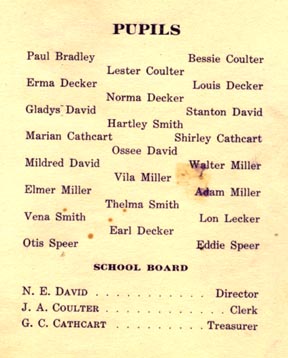 PUPILS
Paul Bradley Bessie Coulter
Lester Coulter
Erma Decker Louis Decker
Norma Decker
Gladys David Stanton David
Hartley Smith
Marian Cathcart Shirley Cathcart
Ossee David
Mildred David Walter Miller
Vila Miller
Elmer Miller Adam Miller
Thelma Smith
Vena Smith Lon Lecker
Earl Decker
Otis Speer Eddie Speer
SCHOOL BOARD
N. E. DAVID . . . . . . . . . . . Director
J. A. COULTER . . . . . . . . . . . Clerk
G. C. CATHCART . . . . . . . . . Treasurer